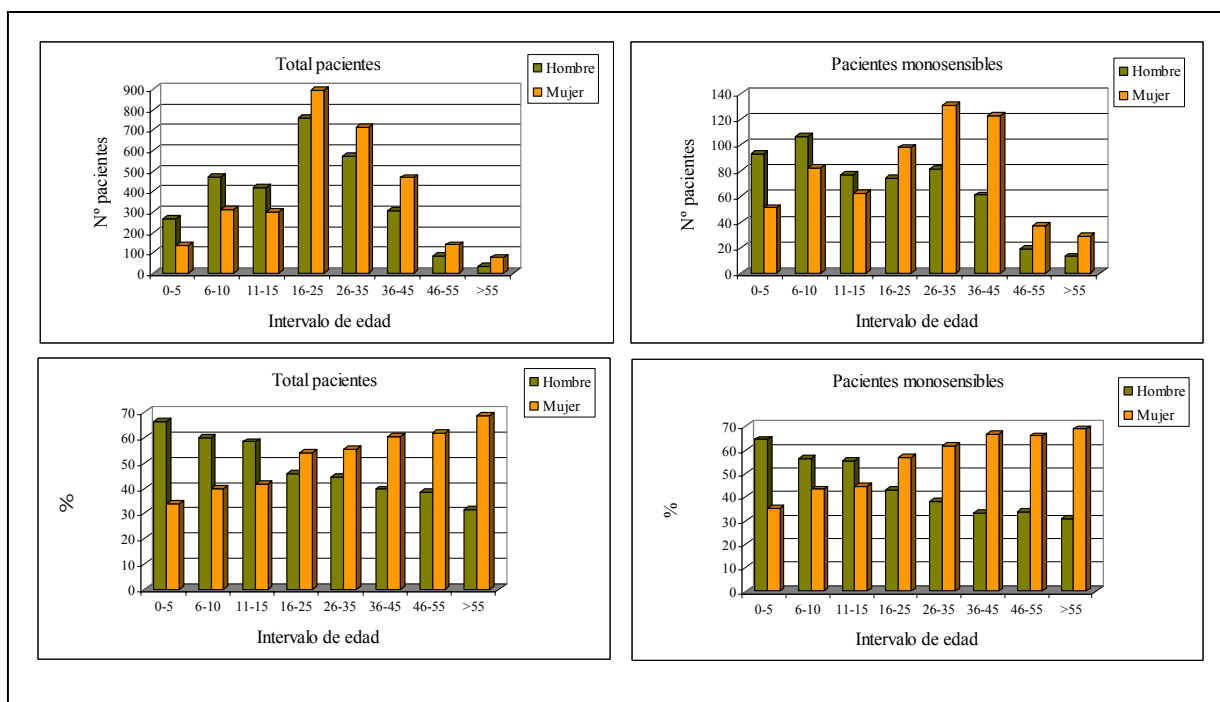 Total pacientes
Hombre
Mujer
Nº pacientes
900
800
700
600
500
400
300
200
100
0
0-5 6-10 11-15 16-25 26-35 36-45 46-55 >55
Intervalo de edad
Pacientes monosensibles
Hombre
Mujer
Nº pacientes
140
120
100
80
60
40
20
0
0-5 6-10 11-15 16-25 26-35 36-45 46-55 >55
Intervalo de edad
Total pacientes
Hombre
Mujer
%
70
60
50
40
30
20
10
0
0-5 6-10 11-15 16-25 26-35 36-45 46-55 >55
Intervalo de edad
Pacientes monosensibles
Hombre
Mujer
%
70
60
50
40
30
20
10
0
0-5 6-10 11-15 16-25 26-35 36-45 46-55 >55
Intervalo de edad